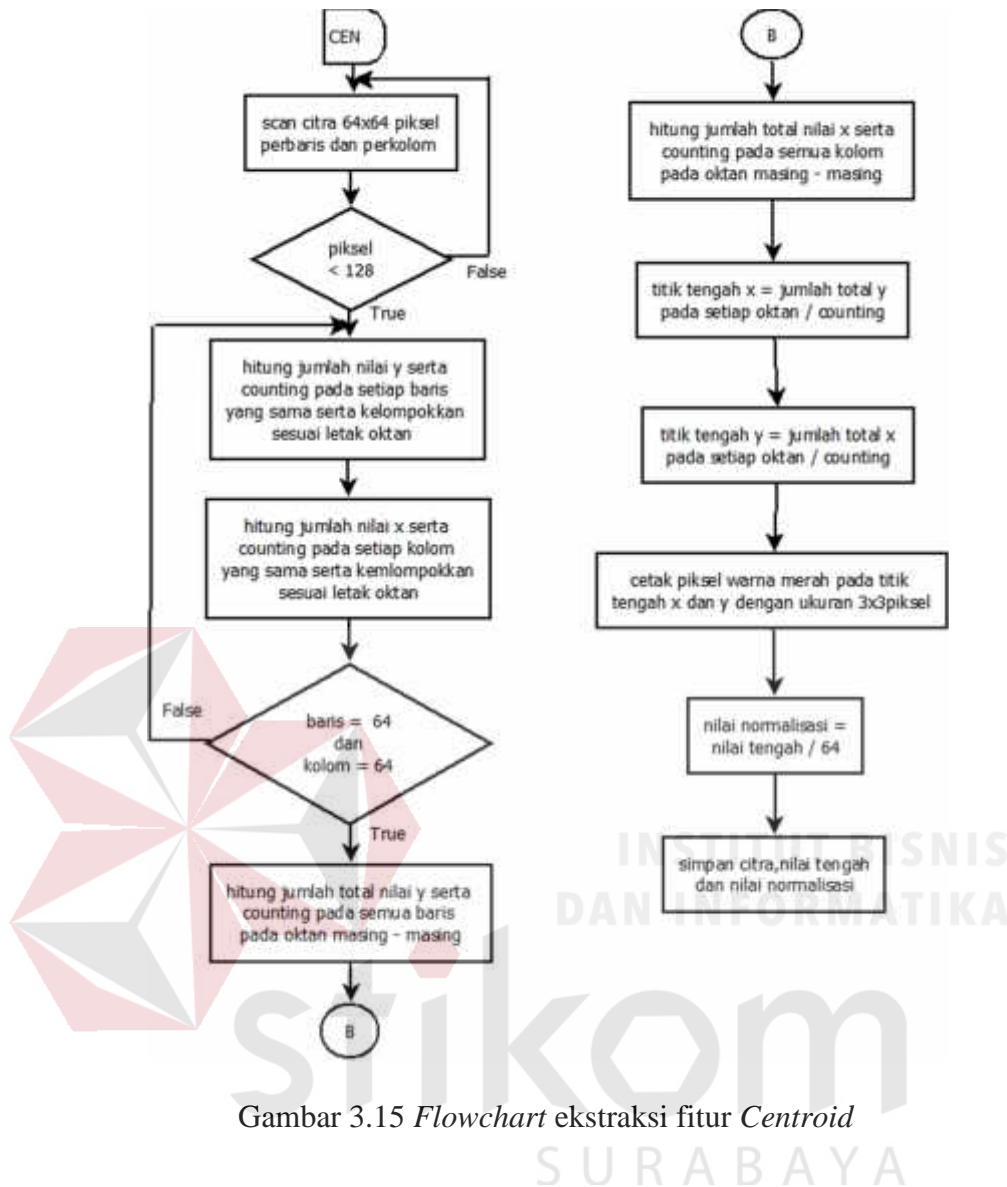 CEN
scan citra 64x64 piksel
perbaris dan perkolom
piksel
< 128
False
True
hitung jumlah nilai y serta
counting pada setiap baris
yang sama serta kelompokkan
sesuai letak oktan
hitung jumlah nilai x serta
counting pada setiap kolom
yang sama serta kemlompokkan
sesuai letak oktan
False
baris = 64
dan
kolom = 64
True
hitung jumlah total nilai y serta
counting pada semua baris
pada oktan masing - masing
B
B
hitung jumlah total nilai x serta
counting pada semua kolom
pada oktan masing - masing
titik tengah x = jumlah total y
pada setiap oktan / counting
titik tengah y = jumlah total x
pada setiap oktan / counting
cetak piksel warna merah pada titik
tengah x dan y dengan ukuran 3x3piksel
nilai normalisasi =
nilai tengah / 64
simpan citra,nilai tengah
dan nilai normalisasi
INSTITUT BISNIS
DAN INFORMATIKA
stikom
Gambar 3.15 Flowchart ekstraksi fitur Centroid
SURABAYA